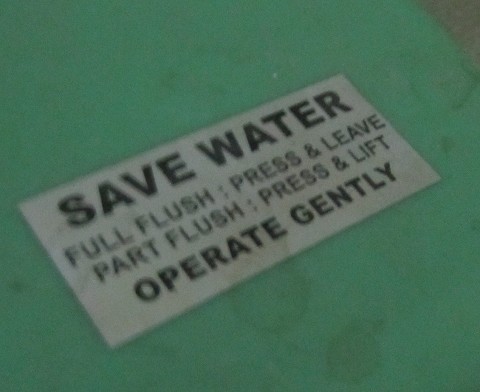 SAVE WATER
FULL FLUSH : PRESS & LEAVE
PART FLUSH : PRESS & LIFT
OPERATE GENTLY